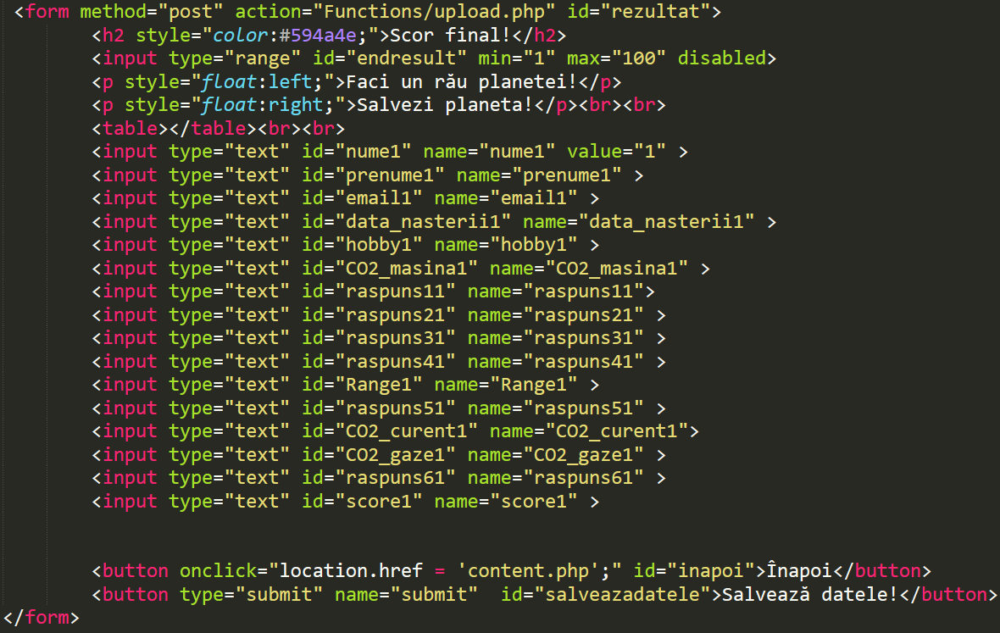 <form method="post" action="Functions/upload.php" id="rezultat">
<h2 style="color:#594a4e;">Scor final!</h2>
<input type="range" id="endresult" min="1" max="100" disabled>
<p style="float:left;">Faci un rău planetei!</p>
<p style="float:right;">Salvezi planeta!</p><br><br>
<table></table><br><br>
<input type="text" id="nume1" name="nume1" value="1" >
<input type="text" id="prenume1" name="prenume1" >
<input type="text" id="email1" name="email1" >
<input type="text" id="data_nasterii1" name="data_nasterii1" >
<input type="text" id="hobby1" name="hobby1" >
<input type="text" id="CO2_masina1" name="CO2_masina1" >
<input type="text" id="raspuns11" name="raspuns11">
<input type="text" id="raspuns21" name="raspuns21" >
<input type="text" id="raspuns31" name="raspuns31" >
<input type="text" id="raspuns41" name="raspuns41" >
<input type="text" id="Range1" name="Range1" >
<input type="text" id="raspuns51" name="raspuns51" >
<input type="text" id="CO2_curent1" name="CO2_curent1">
<input type="text" id="CO2_gaze1" name="CO2_gaze1" >
<input type="text" id="raspuns61" name="raspuns61" >
<input type="text" id="score1" name="score1" >
<button onclick="location.href = 'content.php';" id="inapoi">Înapoi</button>
<button type="submit" name="submit"  id="salveazadatele">Salvează datele!</button>
</form>